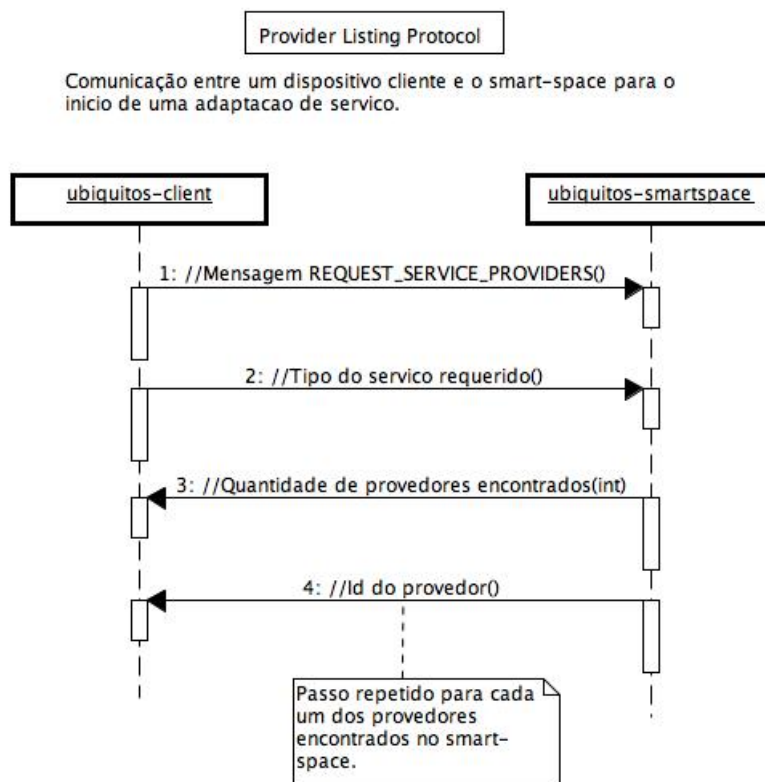 Provider Listing Protocol
Comunicação entre um dispositivo cliente e o smart-space para o
inicio de uma adaptacao de servico.
ubiquitos-client
ubiquitos-smartspace
1: //Mensagem REQUEST_SERVICE_PROVIDERS()
2: //Tipo do servico requerido()
3: //Quantidade de provedores encontrados(int)
4: //Id do provedor()
Passo repetido para cada
um dos provedores
encontrados no smart-
space.